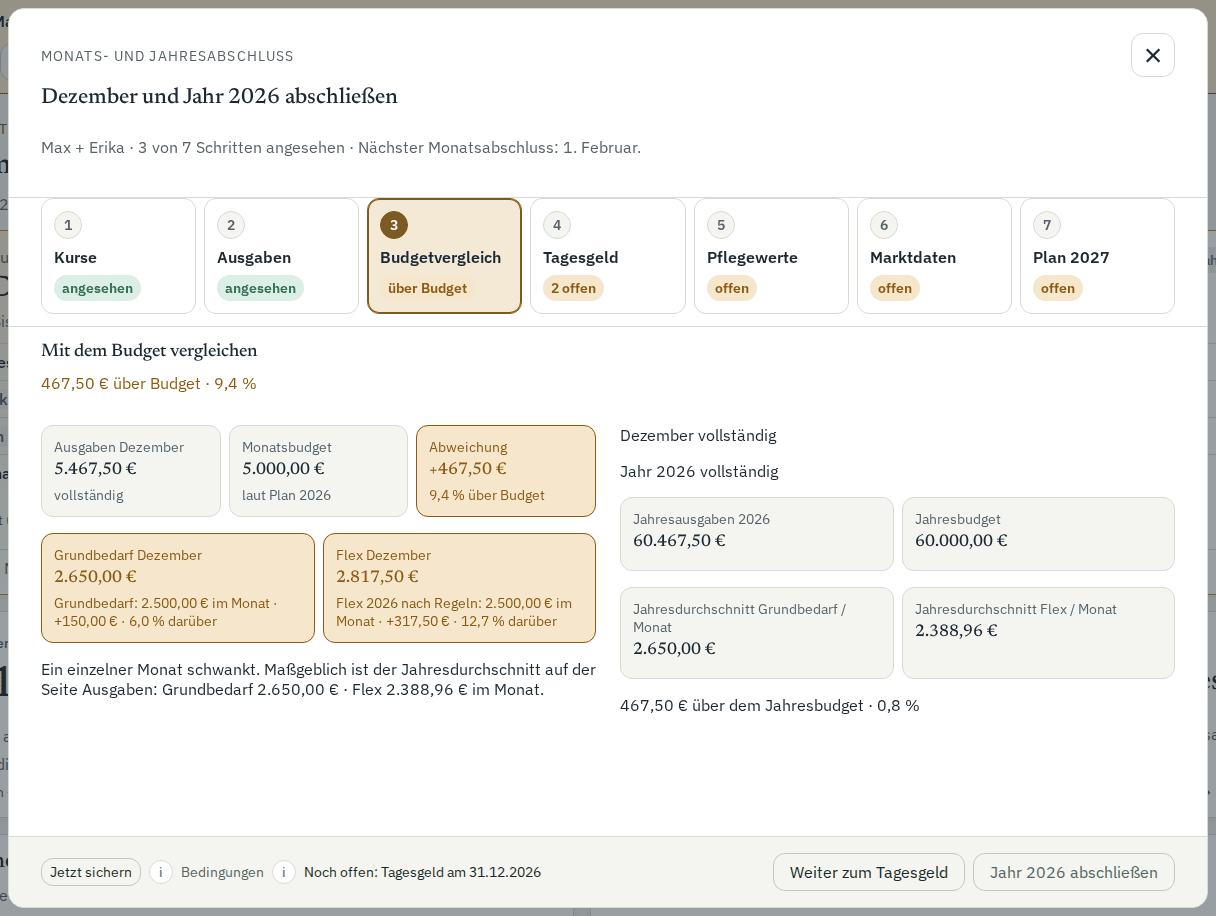 MONATS- UND JAHRESABSCHLUSS
Dezember und Jahr 2026 abschließen
Max + Erika · 3 von 7 Schritten angesehen · Nächster Monatsabschluss: 1. Februar.
1
Kurse
angesehen
2
Ausgaben
angesehen
3
Budgetvergleich
über Budget
4
Tagesgeld
2 offen
5
Pflegewerte
offen
6
Marktdaten
offen
7
Plan 2027
offen
Mit dem Budget vergleichen
467,50 € über Budget · 9,4 %
Ausgaben Dezember
5.467,50 €
vollständig
Monatsbudget
5.000,00 €
laut Plan 2026
Abweichung
+467,50 €
9,4 % über Budget
Grundbedarf Dezember
2.650,00 €
Grundbedarf: 2.500,00 € im Monat ·
+150,00 € · 6,0 % darüber
Flex Dezember
2.817,50 €
Flex 2026 nach Regeln: 2.500,00 € im
Monat · +317,50 € · 12,7 % darüber
Ein einzelner Monat schwankt. Maßgeblich ist der Jahresdurchschnitt auf der
Seite Ausgaben: Grundbedarf 2.650,00 € · Flex 2.388,96 € im Monat.
Dezember vollständig
Jahr 2026 vollständig
Jahresausgaben 2026
60.467,50 €
Jahresbudget
60.000,00 €
Jahresdurchschnitt Grundbedarf /
Monat
2.650,00 €
Jahresdurchschnitt Flex / Monat
2.388,96 €
467,50 € über dem Jahresbudget · 0,8 %
Jetzt sichern
i
Bedingungen
i
Noch offen: Tagesgeld am 31.12.2026
Weiter zum Tagesgeld
Jahr 2026 abschließen